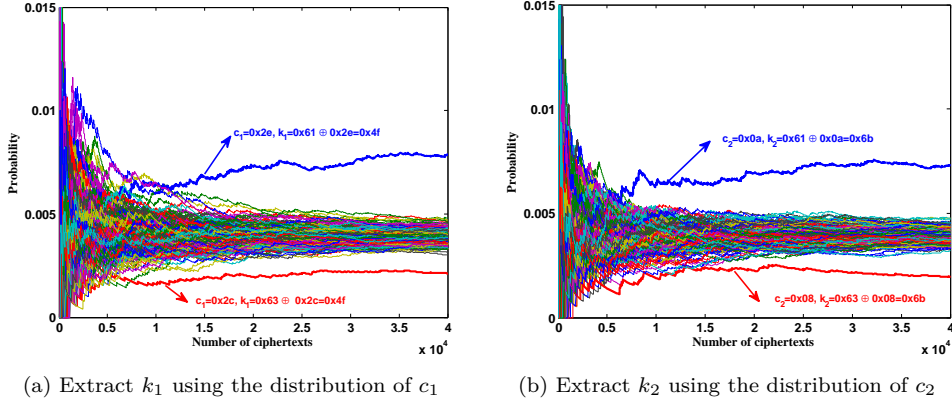 0.015
0.01
0.005
0
Probability
c1=0x2e, k1=0x61 ⊕ 0x2e=0x4f
c1=0x2c, k1=0x63 ⊕ 0x2c=0x4f
0 0.5 1 1.5 2 2.5 3 3.5 4
x 10^4
Number of ciphertexts
(a) Extract k1 using the distribution of c1
0.015
0.01
0.005
0
Probability
c2=0x0a, k2=0x61 ⊕ 0x0a=0x6b
c2=0x08, k2=0x63 ⊕ 0x08=0x6b
0 0.5 1 1.5 2 2.5 3 3.5 4
x 10^4
Number of ciphertexts
(b) Extract k2 using the distribution of c2